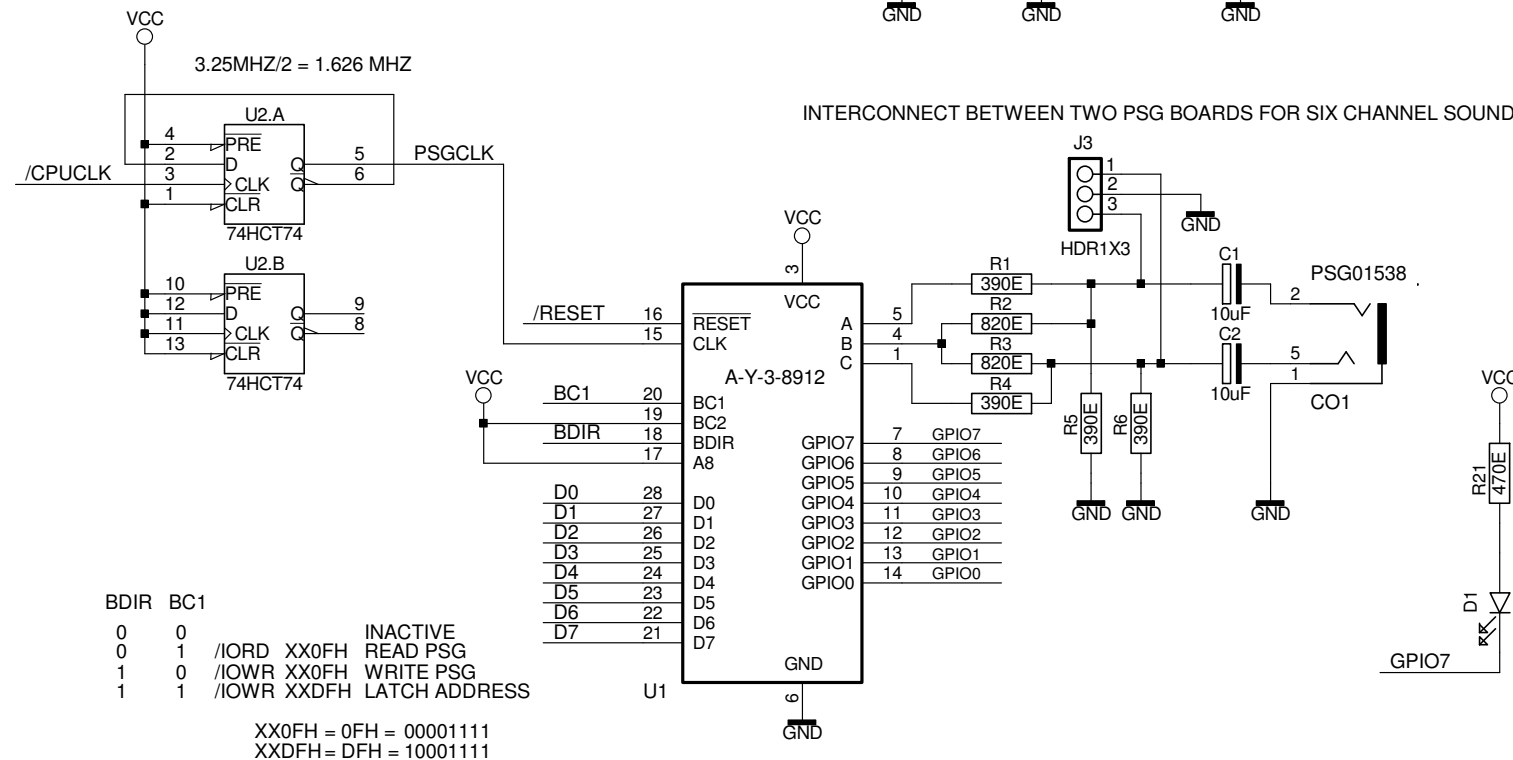 GND GND GND
VCC
3.25MHZ/2 = 1.626 MHZ
U2.A
4 PRE
2 D Q 5 PSGCLK
/CPUCLK 3 CLK Q 6
1 CLR
74HCT74
U2.B
10 PRE
12 D Q 9
11 CLK Q 8
13 CLR
74HCT74
INTERCONNECT BETWEEN TWO PSG BOARDS FOR SIX CHANNEL SOUND
J3
1
2
3
GND
HDR1X3
VCC
3
VCC
/RESET 16 RESET
15 CLK
A-Y-3-8912
VCC
BC1 20 BC1
19 BC2
BDIR 18 BDIR
17 A8
D0 28 D0
D1 27 D1
D2 26 D2
D3 25 D3
D4 24 D4
D5 23 D5
D6 22 D6
D7 21 D7
A 5
B 4
C 1
GPIO7 7 GPIO7
GPIO6 8 GPIO6
GPIO5 9 GPIO5
GPIO4 10 GPIO4
GPIO3 11 GPIO3
GPIO2 12 GPIO2
GPIO1 13 GPIO1
GPIO0 14 GPIO0
GND
U1
6
GND
R1
390E
R2
820E
R3
820E
R4
390E
R5 390E
R6 390E
GND GND GND
C1
10uF
C2
10uF
PSG01538
2
5
1
CO1
VCC
R21 470E
D1
GPIO7
BDIR BC1
0 0 INACTIVE
0 1 /IORD XX0FH READ PSG
1 0 /IOWR XX0FH WRITE PSG
1 1 /IOWR XXDFH LATCH ADDRESS
XX0FH = 0FH = 00001111
XXDFH = DFH = 10001111